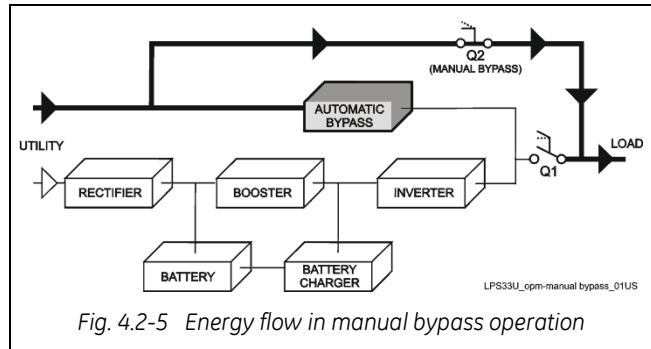 Q2
(MANUAL BYPASS)
AUTOMATIC
BYPASS
UTILITY
LOAD
Q1
RECTIFIER
BOOSTER
INVERTER
BATTERY
BATTERY
CHARGER
LPS33U_opm-manual bypass_01US
Fig. 4.2-5 Energy flow in manual bypass operation